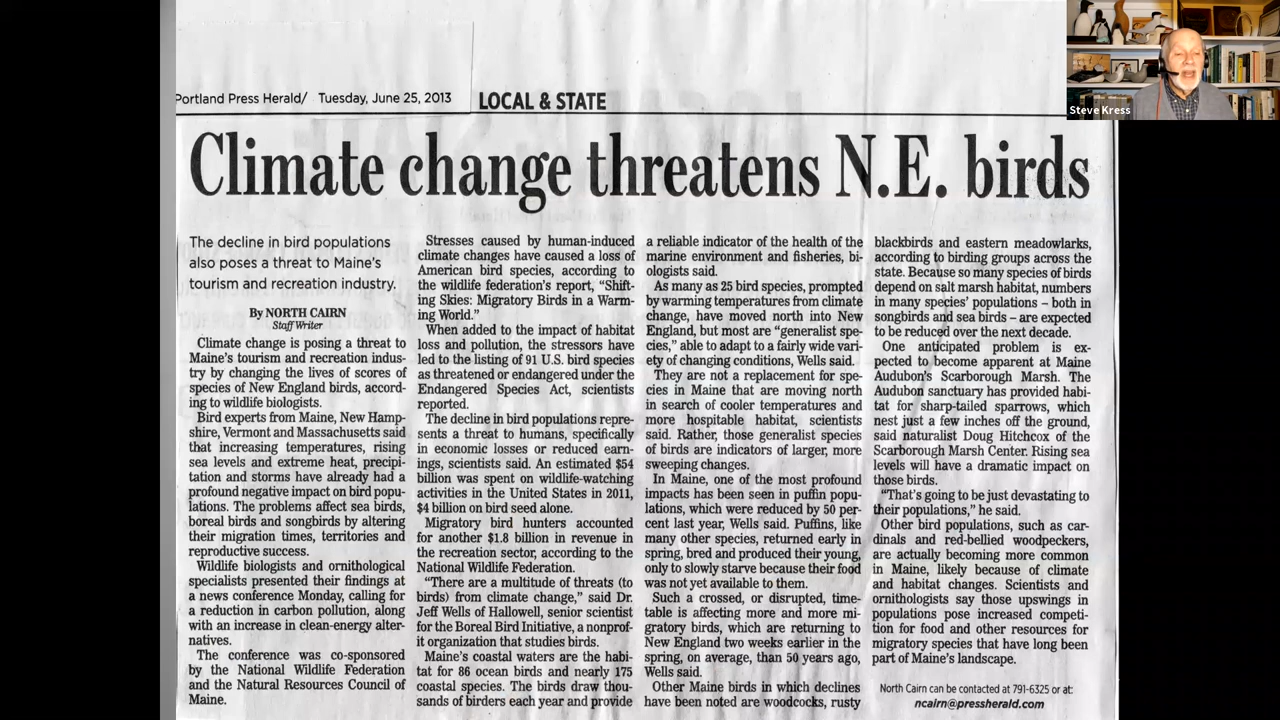 Portland Press Herald/ Tuesday, June 25, 2013
LOCAL & STATE
Steve Kress
Climate change threatens N.E. birds
The decline in bird populations
also poses a threat to Maine's
tourism and recreation industry.
By NORTH CAIRN
Staff Writer
Climate change is posing a threat to
Maine's tourism and recreation indus-
try by changing the lives of scores of
species of New England birds, accord-
ing to wildlife biologists.
Bird experts from Maine, New Hamp-
shire, Vermont and Massachusetts said
that increasing temperatures, rising
sea levels and extreme heat, precipi-
tation and storms have already had a
profound negative impact on bird popu-
lations. The problems affect sea birds,
boreal birds and songbirds by altering
their migration times, territories and
reproductive success.
Wildlife biologists and ornithological
specialists presented their findings at
a news conference Monday, calling for
a reduction in carbon pollution, along
with an increase in clean-energy alter-
natives.
The conference was co-sponsored
by the National Wildlife Federation
and the Natural Resources Council of
Maine.
Stresses caused by human-induced
climate changes have caused a loss of
American bird species, according to
the wildlife federation's report, "Shift-
ing Skies: Migratory Birds in a Warm-
ing World."
When added to the impact of habitat
loss and pollution, the stressors have
led to the listing of 91 U.S. bird species
as threatened or endangered under the
Endangered Species Act, scientists
reported.
The decline in bird populations repre-
sents a threat to humans, specifically
in economic losses or reduced earn-
ings, scientists said. An estimated $54
billion was spent on wildlife-watching
activities in the United States in 2011,
$4 billion on bird seed alone.
Migratory bird hunters accounted
for another $1.8 billion in revenue in
the recreation sector, according to the
National Wildlife Federation.
"There are a multitude of threats (to
birds) from climate change," said Dr.
Jeff Wells of Hallowell, senior scientist
for the Boreal Bird Initiative, a nonprof-
it organization that studies birds.
Maine's coastal waters are the habi-
tat for 86 ocean birds and nearly 175
coastal species. The birds draw thou-
sands of birders each year and provide
a reliable indicator of the health of the
marine environment and fisheries, bi-
ologists said.
As many as 25 bird species, prompted
by warming temperatures from climate
change, have moved north into New
England, but most are "generalist spe-
cies," able to adapt to a fairly wide vari-
ety of changing conditions, Wells said.
They are not a replacement for spe-
cies in Maine that are moving north
in search of cooler temperatures and
more hospitable habitat, scientists
said. Rather, those generalist species
of birds are indicators of larger, more
sweeping changes.
In Maine, one of the most profound
impacts has been seen in puffin popu-
lations, which were reduced by 50 per-
cent last year, Wells said. Puffins, like
many other species, returned early in
spring, bred and produced their young,
only to slowly starve because their food
was not yet available to them.
Such a crossed, or disrupted, time-
table is affecting more and more mi-
gratory birds, which are returning to
New England two weeks earlier in the
spring, on average, than 50 years ago,
Wells said.
Other Maine birds in which declines
have been noted are woodcocks, rusty
blackbirds and eastern meadowlarks,
according to birding groups across the
state. Because so many species of birds
depend on salt marsh habitat, numbers
in many species' populations – both in
songbirds and sea birds – are expected
to be reduced over the next decade.
One anticipated problem is ex-
pected to become apparent at Maine
Audubon's Scarborough Marsh. The
Audubon sanctuary has provided habi-
tat for sharp-tailed sparrows, which
nest just a few inches off the ground,
said naturalist Doug Hitchcox of the
Scarborough Marsh Center. Rising sea
levels will have a dramatic impact on
those birds.
"That's going to be just devastating to
their populations," he said.
Other bird populations, such as car-
dinals and red-bellied woodpeckers,
are actually becoming more common
in Maine, likely because of climate
and habitat changes. Scientists and
ornithologists say those upswings in
populations pose increased competi-
tion for food and other resources for
migratory species that have long been
part of Maine's landscape.
North Cairn can be contacted at 791-6325 or at:
ncairn@pressherald.com